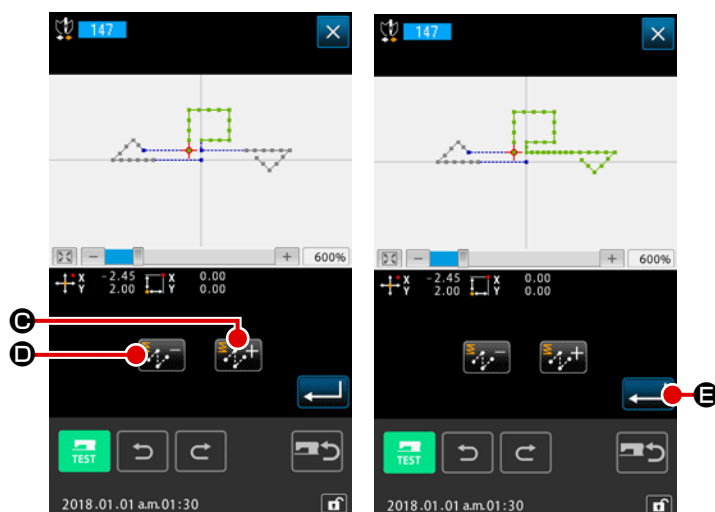 147
147
600%
600%
X -2.45 X 0.00
Y 2.00 Y 0.00
X -2.45 X 0.00
Y 2.00 Y 0.00
C
D
E
TEST
TEST
2018.01.01 a.m.01:30
2018.01.01 a.m.01:30